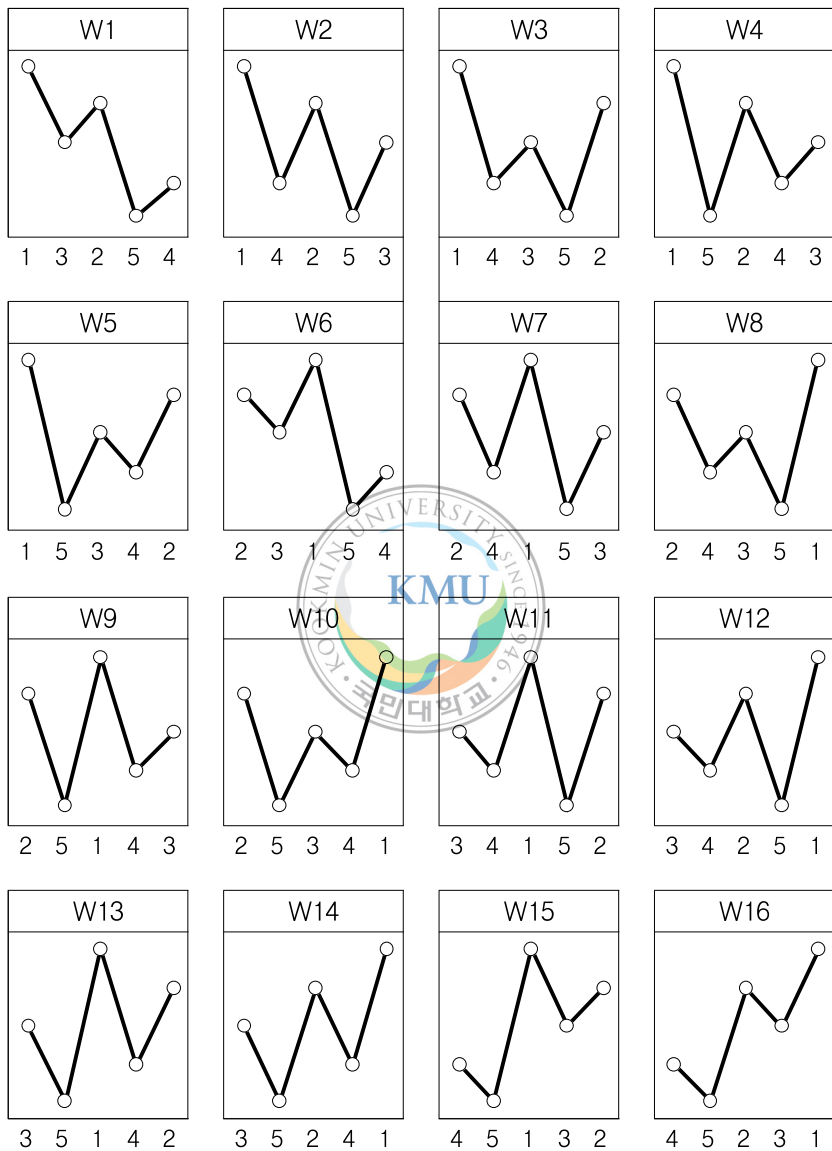 W1 W2 W3 W4
1 3 2 5 4 1 4 2 5 3 1 4 3 5 2 1 5 2 4 3
W5 W6 W7 W8
1 5 3 4 2 2 3 1 5 4 2 4 1 5 3 2 4 3 5 1
KOOKMIN UNIVERSITY SINCE 1946
KMU
국민대학교
W9 W10 W11 W12
2 5 1 4 3 2 5 3 4 1 3 4 1 5 2 3 4 2 5 1
W13 W14 W15 W16
3 5 1 4 2 3 5 2 4 1 4 5 1 3 2 4 5 2 3 1